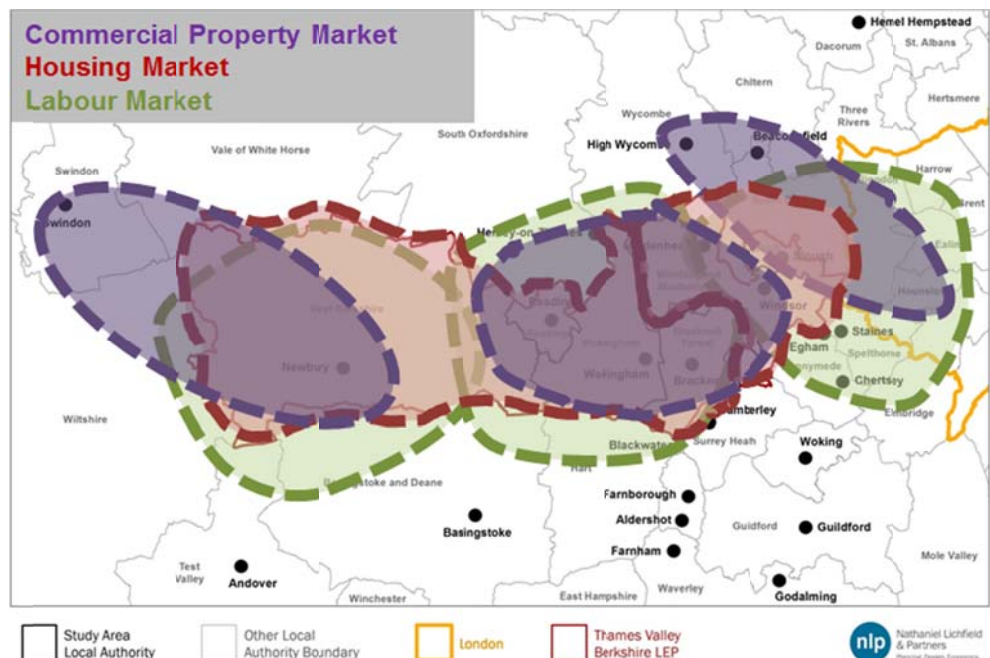 Commercial Property Market
Housing Market
Labour Market
Hemel Hempstead
Dacorum
St. Albans
Chiltern
Hertsmere
Three
Rivers
Wycombe
South Oxfordshire
High Wycomb
Vale of White Horse
Harrow
Swindon
Swindon
Brent
Ealing
Slough
Hounslow
Windsor
Reading
Staines
Egham
Spelthorne
Wokingham
Newbury
Chertsey
Elmbridge
Wiltshire
Surrey Heath
Blackwater
Woking
Hart
Basingstoke and Deane
Farnborough
Aldershot
Guildford
Guildford
Basingstoke
Farnham
Mole Valley
Test
Valley
Andover
Waverley
East Hampshire
Winchester
Godalming
Study Area
Local Authority
Other Local
Authority Boundary
London
Thames Valley
Berkshire LEP
nlp
Nathaniel Lichfield
& Partners